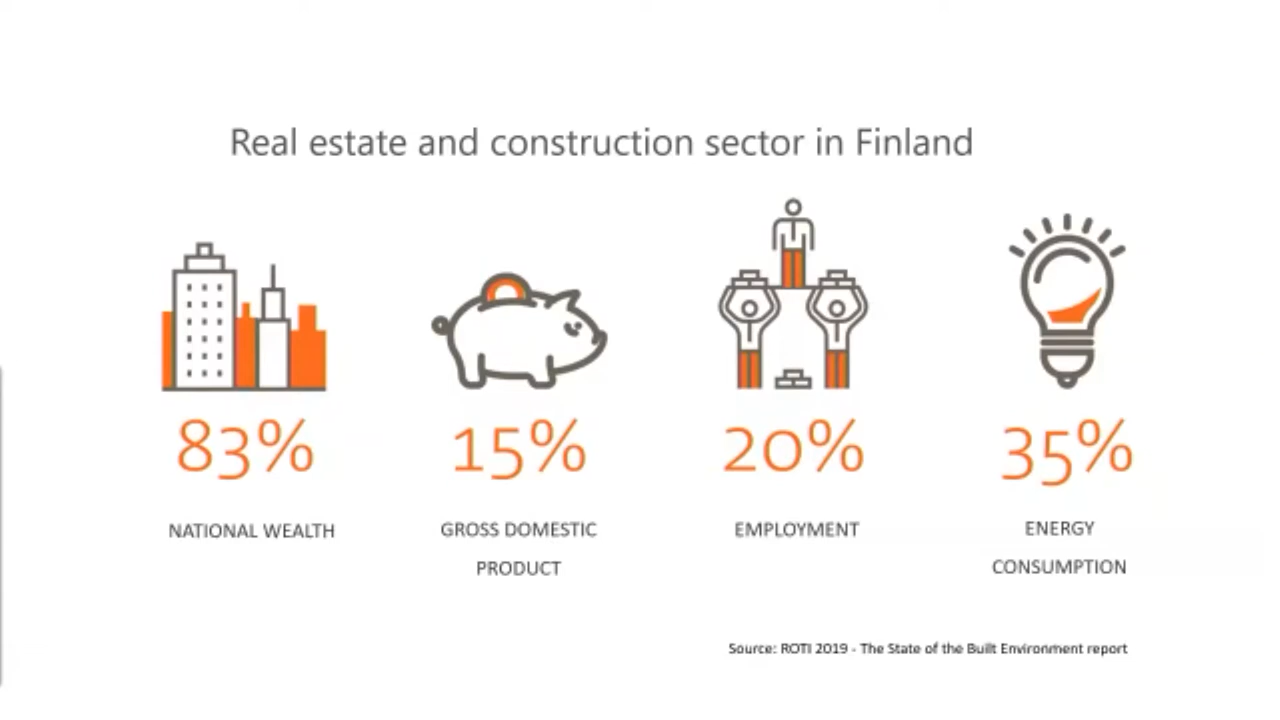 Real estate and construction sector in Finland
83%
15%
20%
35%
NATIONAL WEALTH
GROSS DOMESTIC
PRODUCT
EMPLOYMENT
ENERGY
CONSUMPTION
Source: ROTI 2019 - The State of the Built Environment report